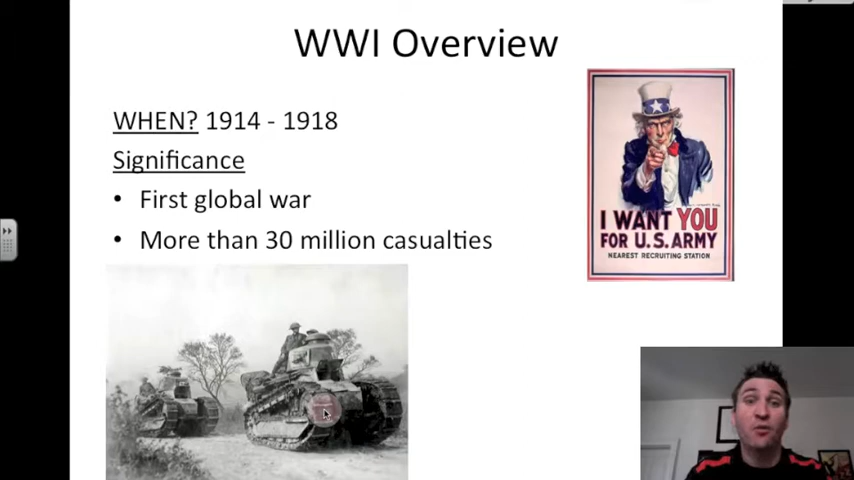 WWI Overview
WHEN? 1914 - 1918
Significance
• First global war
• More than 30 million casualties
I WANT YOU
FOR U.S. ARMY
NEAREST RECRUITING STATION